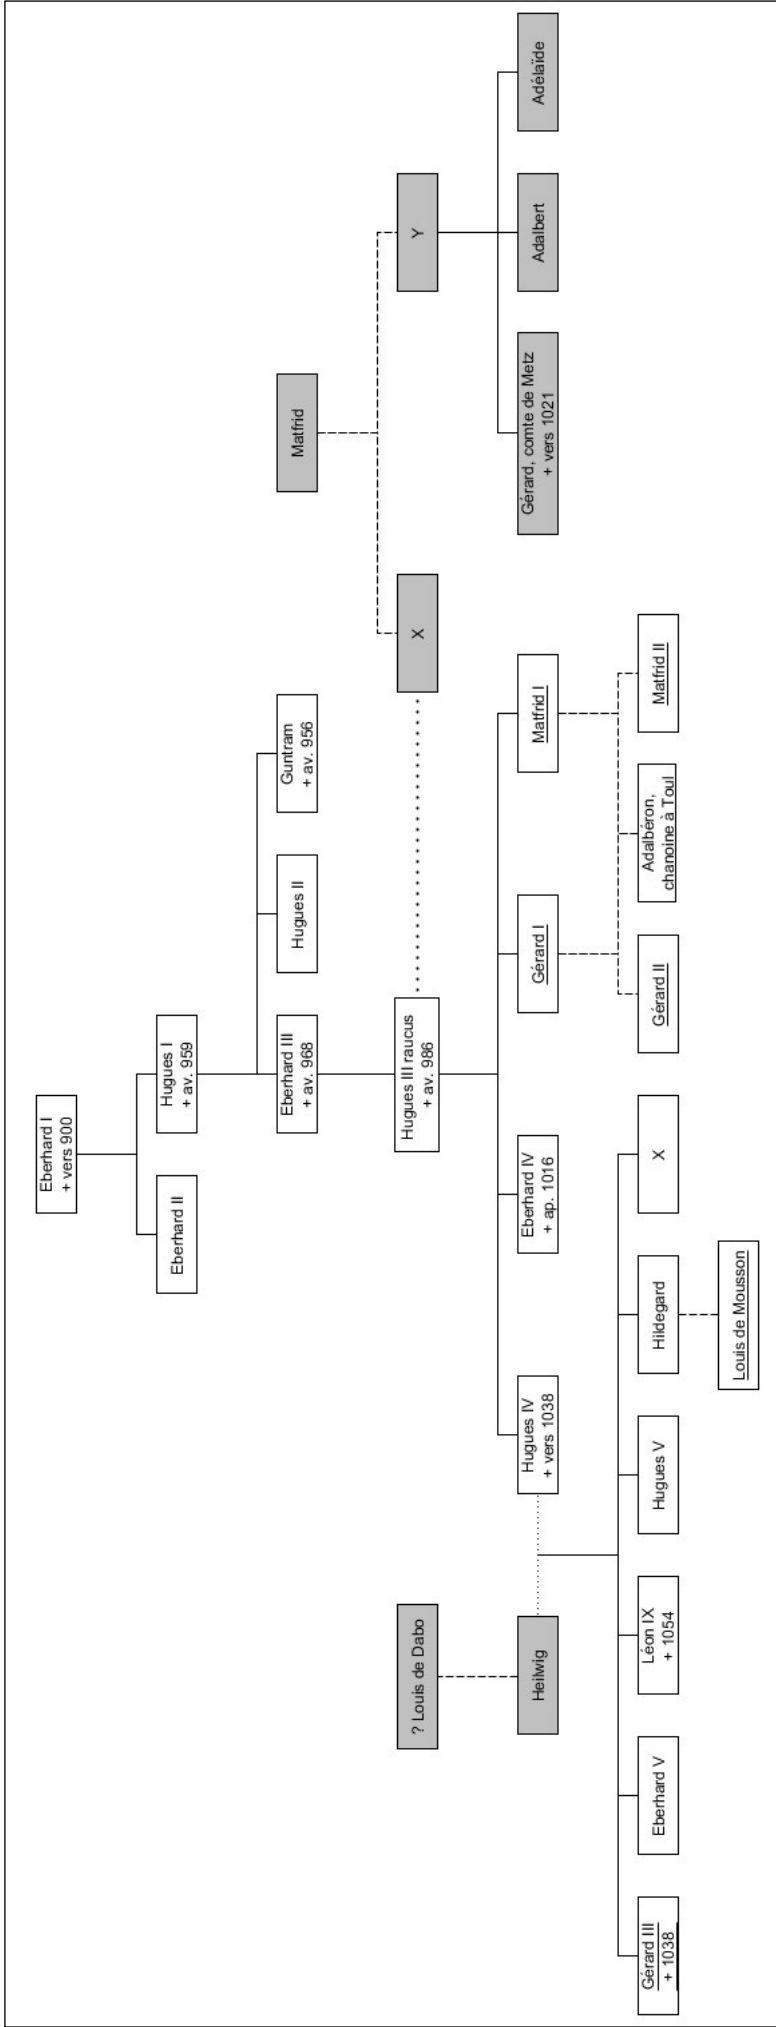 Eberhard I
+ vers 900
Eberhard II
Hugues I
+ av. 959
Eberhard III
+ av. 968
Hugues II
Guntram
+ av. 956
Matfrid
? Louis de Dabo
Hugues III raucus
+ av. 986
X
Y
Heilwig
Hugues IV
+ vers 1038
Eberhard IV
+ ap. 1016
Gérard I
Matfrid I
Gérard, comte de Metz
+ vers 1021
Adalbert
Adélaïde
Gérard III
+ 1038
Eberhard V
Léon IX
+ 1054
Hugues V
Hildegard
X
Gérard II
Adalbéron,
chanoine à Toul
Matfrid II
Louis de Mousson